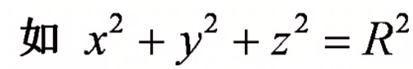 如 x² + y² + z² = R²